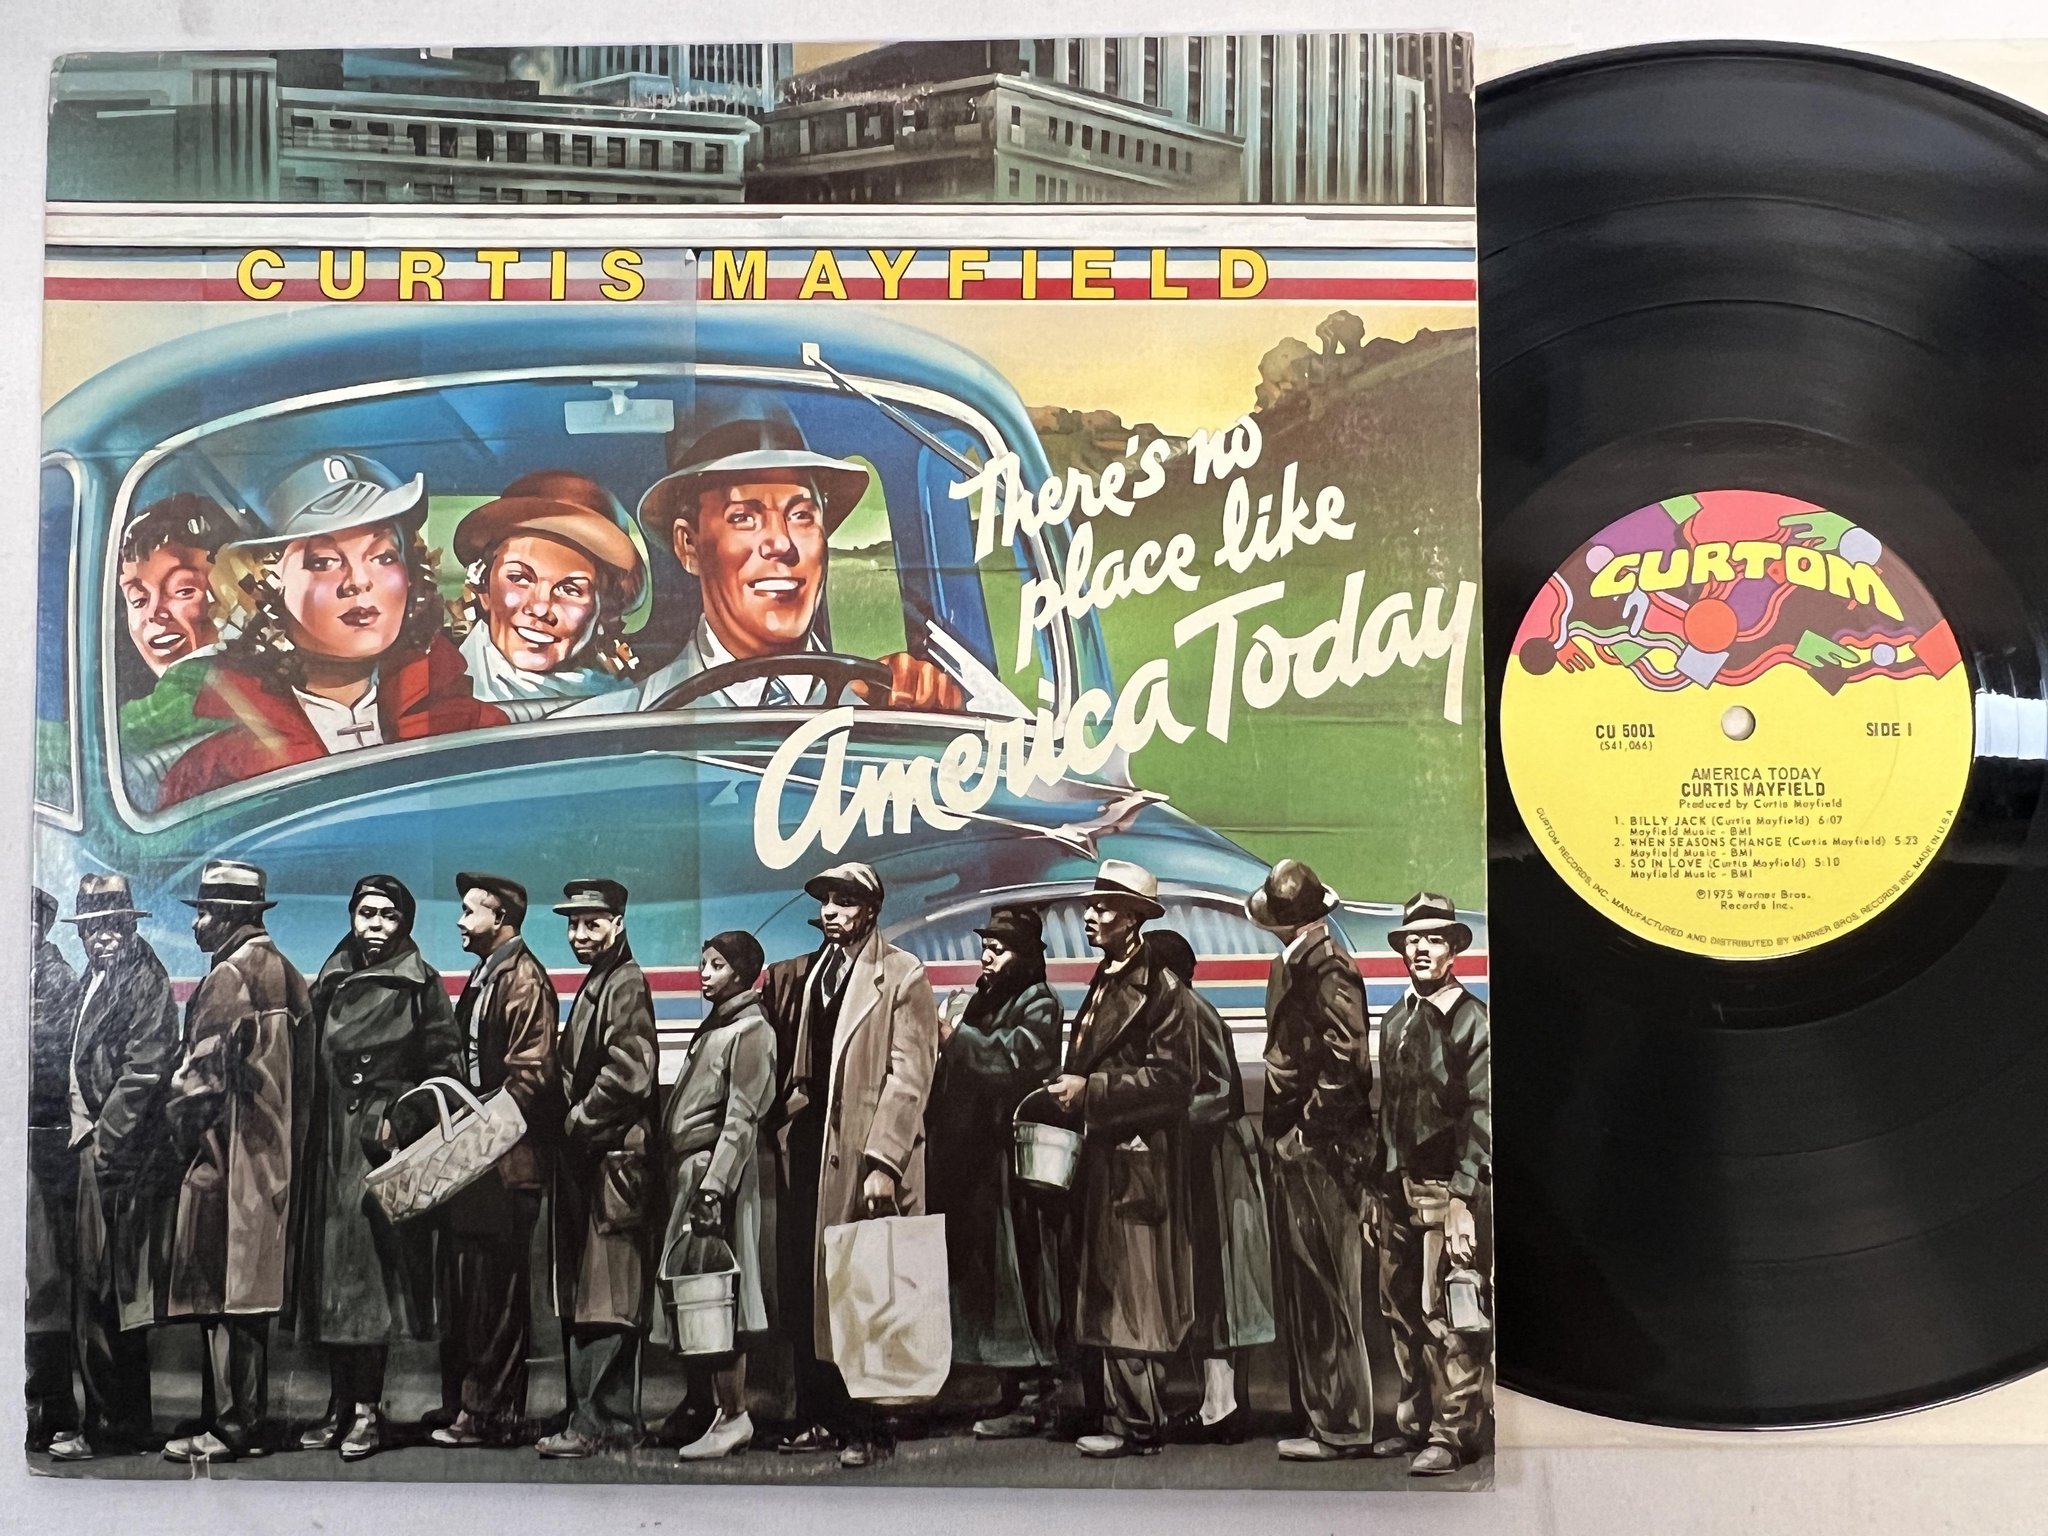 CURTIS MAYFIELD
There's no
place like
America Today
CURTOM
CU 5001
(S41,066)
SIDE 1
AMERICA TODAY
CURTIS MAYFIELD
Produced by Curtis Mayfield
1. BILLY JACK (Curtis Mayfield) 6:07
Mayfield Music - BMI
2. WHEN SEASONS CHANGE (Curtis Mayfield) 5:23
Mayfield Music - BMI
3. SO IN LOVE (Curtis Mayfield) 5:10
Mayfield Music - BMI
℗1975 Warner Bros.
Records Inc.
CURTOM RECORDS, INC., MANUFACTURED AND DISTRIBUTED BY WARNER BROS. RECORDS INC. MADE IN U.S.A.